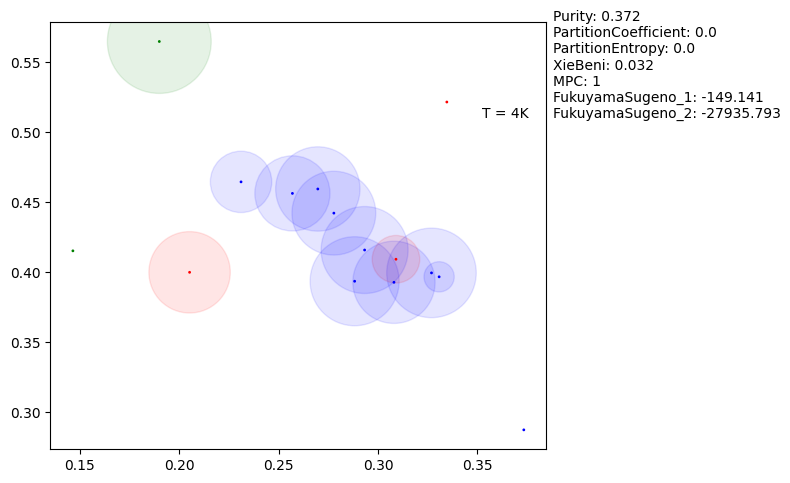 Purity: 0.372
PartitionCoefficient: 0.0
PartitionEntropy: 0.0
XieBeni: 0.032
MPC: 1
FukuyamaSugeno_1: -149.141
FukuyamaSugeno_2: -27935.793
T = 4K
0.55
0.50
0.45
0.40
0.35
0.30
0.15 0.20 0.25 0.30 0.35